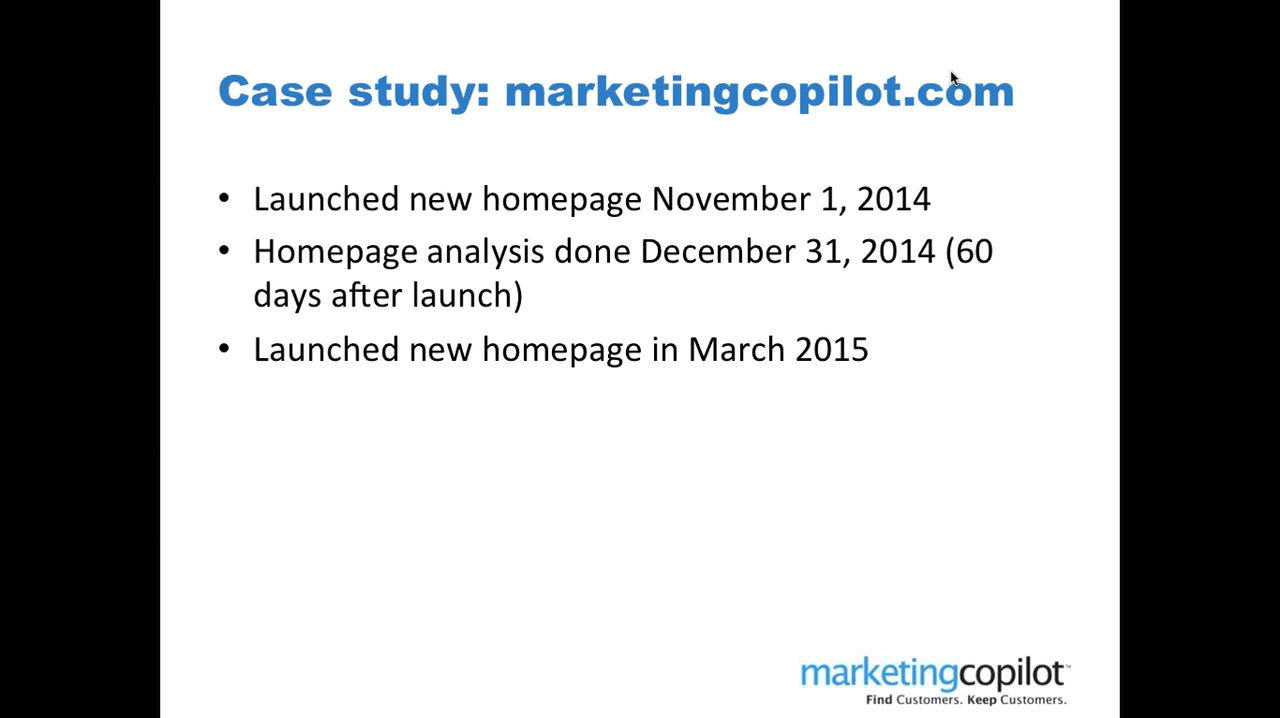 Case study: marketingcopilot.com
• Launched new homepage November 1, 2014
• Homepage analysis done December 31, 2014 (60
days after launch)
• Launched new homepage in March 2015
marketingcopilot™
Find Customers. Keep Customers.